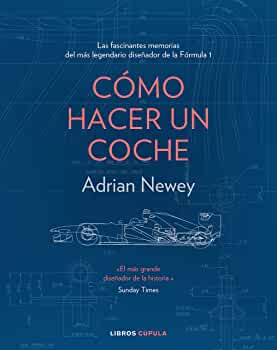 Las fascinantes memorias
del más legendario diseñador de la Fórmula 1
CÓMO
HACER UN
COCHE
Adrian Newey
«El más grande
diseñador de la historia.»
Sunday Times
LIBROS CÚPULA